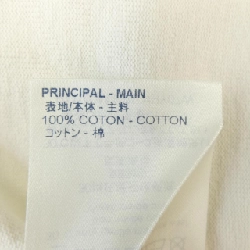 PRINCIPAL - MAIN
表地/本体 - 主料
100% COTON - COTTON
コットン - 棉